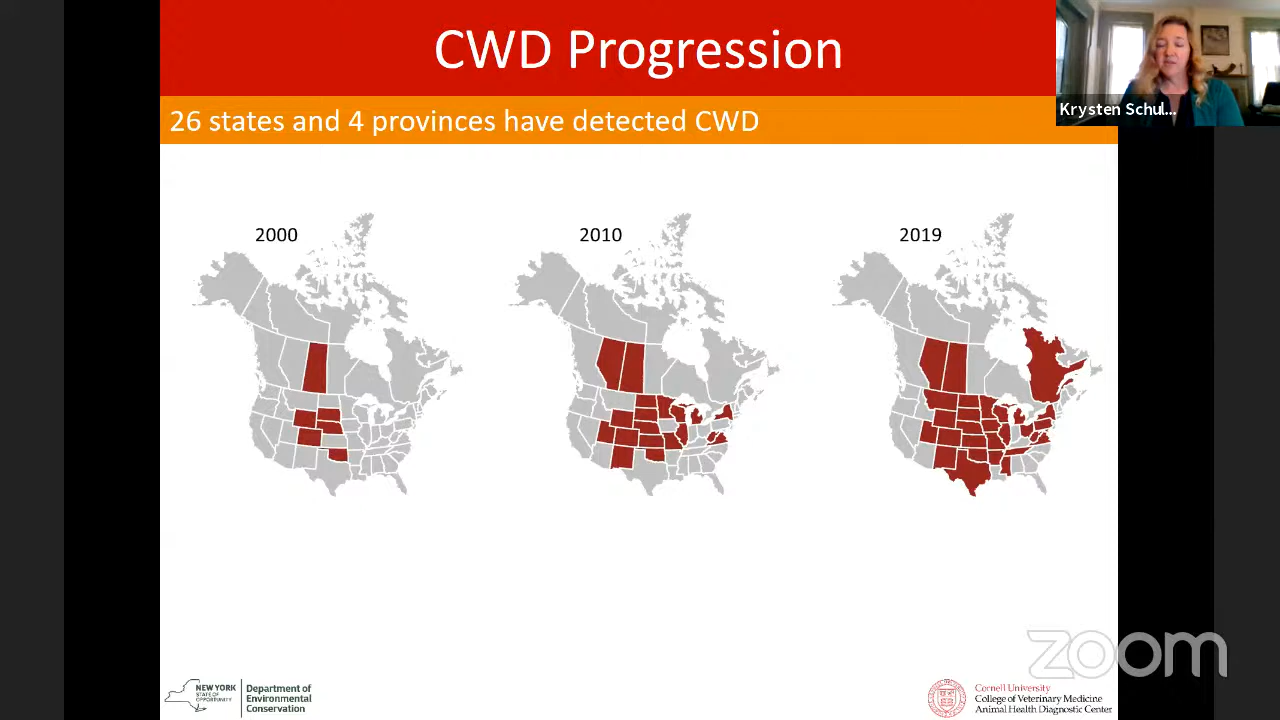 CWD Progression
Krysten Schul...
26 states and 4 provinces have detected CWD
2000
2010
2019
zoom
NEW YORK
STATE OF
OPPORTUNITY
Department of
Environmental
Conservation
Cornell University
College of Veterinary Medicine
Animal Health Diagnostic Center